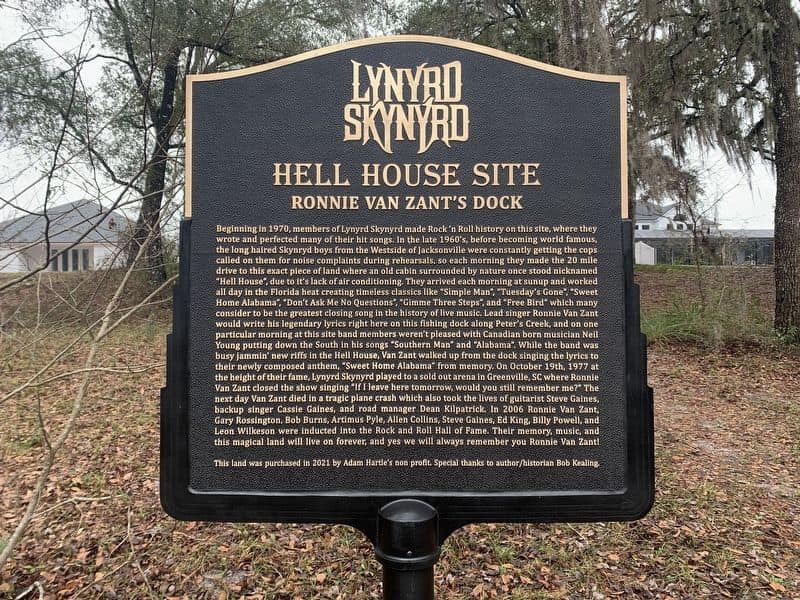 LYNYRD
SKYNYRD
HELL HOUSE SITE
RONNIE VAN ZANT'S DOCK
Beginning in 1970, members of Lynyrd Skynyrd made Rock 'n Roll history on this site, where they
wrote and perfected many of their hit songs. In the late 1960's, before becoming world famous,
the long haired Skynyrd boys from the Westside of Jacksonville were constantly getting the cops
called on them for noise complaints during rehearsals, so each morning they made the 20 mile
drive to this exact piece of land where an old cabin surrounded by nature once stood nicknamed
"Hell House", due to it's lack of air conditioning. They arrived each morning at sunup and worked
all day in the Florida heat creating timeless classics like "Simple Man", "Tuesday's Gone", "Sweet
Home Alabama", "Don't Ask Me No Questions", "Gimme Three Steps", and "Free Bird" which many
consider to be the greatest closing song in the history of live music. Lead singer Ronnie Van Zant
would write his legendary lyrics right here on this fishing dock along Peter's Creek, and on one
particular morning at this site band members weren't pleased with Canadian born musician Neil
Young putting down the South in his songs "Southern Man" and "Alabama". While the band was
busy jammin' new riffs in the Hell House, Van Zant walked up from the dock singing the lyrics to
their newly composed anthem, "Sweet Home Alabama" from memory. On October 19th, 1977 at
the height of their fame, Lynyrd Skynyrd played to a sold out arena in Greenville, SC where Ronnie
Van Zant closed the show singing "If I leave here tomorrow, would you still remember me?" The
next day Van Zant died in a tragic plane crash which also took the lives of guitarist Steve Gaines,
backup singer Cassie Gaines, and road manager Dean Kilpatrick. In 2006 Ronnie Van Zant,
Gary Rossington, Bob Burns, Artimus Pyle, Allen Collins, Steve Gaines, Ed King, Billy Powell, and
Leon Wilkeson were inducted into the Rock and Roll Hall of Fame. Their memory, music, and
this magical land will live on forever, and yes we will always remember you Ronnie Van Zant!
This land was purchased in 2021 by Adam Hartle's non profit. Special thanks to author/historian Bob Kealing.